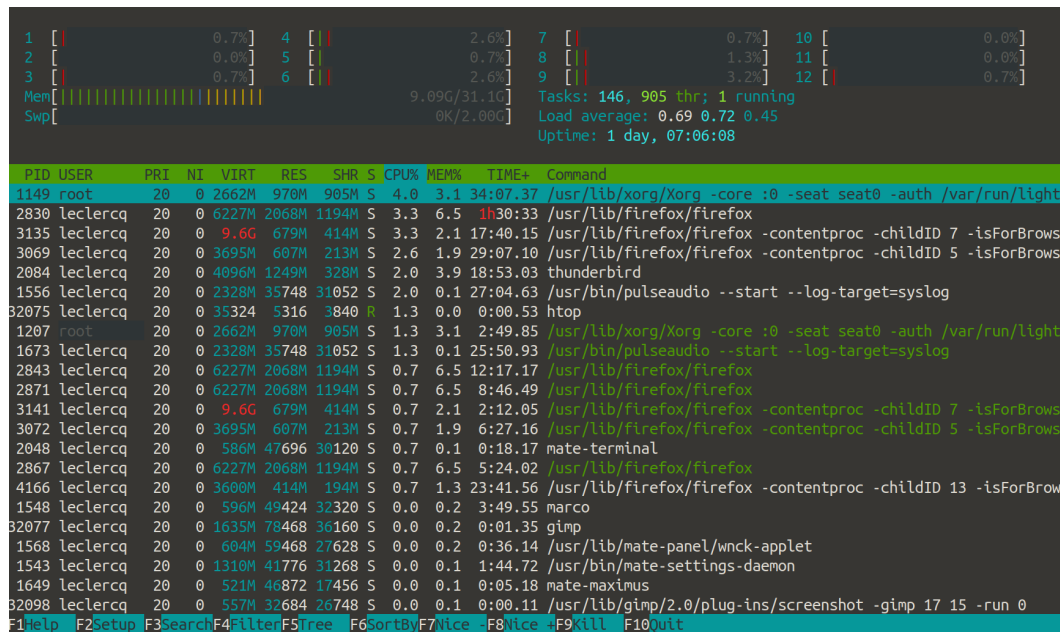 1 [| 0.7%] 4 [|| 2.6%] 7 [| 0.7%] 10 [ 0.0%]
2 [ 0.0%] 5 [| 0.7%] 8 [|| 1.3%] 11 [ 0.0%]
3 [| 0.7%] 6 [|| 2.6%] 9 [|| 3.2%] 12 [| 0.7%]
Mem[||||||||||||||||||||||||| 9.09G/31.1G] Tasks: 146, 905 thr; 1 running
Swp[ 0K/2.00G] Load average: 0.69 0.72 0.45
Uptime: 1 day, 07:06:08
PID USER PRI NI VIRT RES SHR S CPU% MEM% TIME+ Command
1149 root 20 0 2662M 970M 905M S 4.0 3.1 34:07.37 /usr/lib/xorg/Xorg -core :0 -seat seat0 -auth /var/run/light
2830 leclercq 20 0 6227M 2068M 1194M S 3.3 6.5 1h30:33 /usr/lib/firefox/firefox
3135 leclercq 20 0 9.6G 679M 414M S 3.3 2.1 17:40.15 /usr/lib/firefox/firefox -contentproc -childID 7 -isForBrows
3069 leclercq 20 0 3695M 607M 213M S 2.6 1.9 29:07.10 /usr/lib/firefox/firefox -contentproc -childID 5 -isForBrows
2084 leclercq 20 0 4096M 1249M 328M S 2.0 3.9 18:53.03 thunderbird
1556 leclercq 20 0 2328M 35748 31052 S 2.0 0.1 27:04.63 /usr/bin/pulseaudio --start --log-target=syslog
32075 leclercq 20 0 35324 5316 3840 R 1.3 0.0 0:00.53 htop
1207 root 20 0 2662M 970M 905M S 1.3 3.1 2:49.85 /usr/lib/xorg/Xorg -core :0 -seat seat0 -auth /var/run/light
1673 leclercq 20 0 2328M 35748 31052 S 1.3 0.1 25:50.93 /usr/bin/pulseaudio --start --log-target=syslog
2843 leclercq 20 0 6227M 2068M 1194M S 0.7 6.5 12:17.17 /usr/lib/firefox/firefox
2871 leclercq 20 0 6227M 2068M 1194M S 0.7 6.5 8:46.49 /usr/lib/firefox/firefox
3141 leclercq 20 0 9.6G 679M 414M S 0.7 2.1 2:12.05 /usr/lib/firefox/firefox -contentproc -childID 7 -isForBrows
3072 leclercq 20 0 3695M 607M 213M S 0.7 1.9 6:27.16 /usr/lib/firefox/firefox -contentproc -childID 5 -isForBrows
2048 leclercq 20 0 586M 47696 30120 S 0.7 0.1 0:18.17 mate-terminal
2867 leclercq 20 0 6227M 2068M 1194M S 0.7 6.5 5:24.02 /usr/lib/firefox/firefox
4166 leclercq 20 0 3600M 414M 194M S 0.7 1.3 23:41.56 /usr/lib/firefox/firefox -contentproc -childID 13 -isForBrow
1548 leclercq 20 0 596M 49424 32320 S 0.0 0.2 3:49.55 marco
32077 leclercq 20 0 1635M 78468 36160 S 0.0 0.2 0:01.35 gimp
1568 leclercq 20 0 604M 59468 27628 S 0.0 0.2 0:36.14 /usr/lib/mate-panel/wnck-applet
1543 leclercq 20 0 1310M 41776 31268 S 0.0 0.1 1:44.72 /usr/bin/mate-settings-daemon
1649 leclercq 20 0 521M 46872 17456 S 0.0 0.1 0:05.18 mate-maximus
32098 leclercq 20 0 557M 32684 26748 S 0.0 0.1 0:00.11 /usr/lib/gimp/2.0/plug-ins/screenshot -gimp 17 15 -run 0
F1Help F2Setup F3SearchF4FilterF5Tree F6SortByF7Nice -F8Nice +F9Kill F10Quit